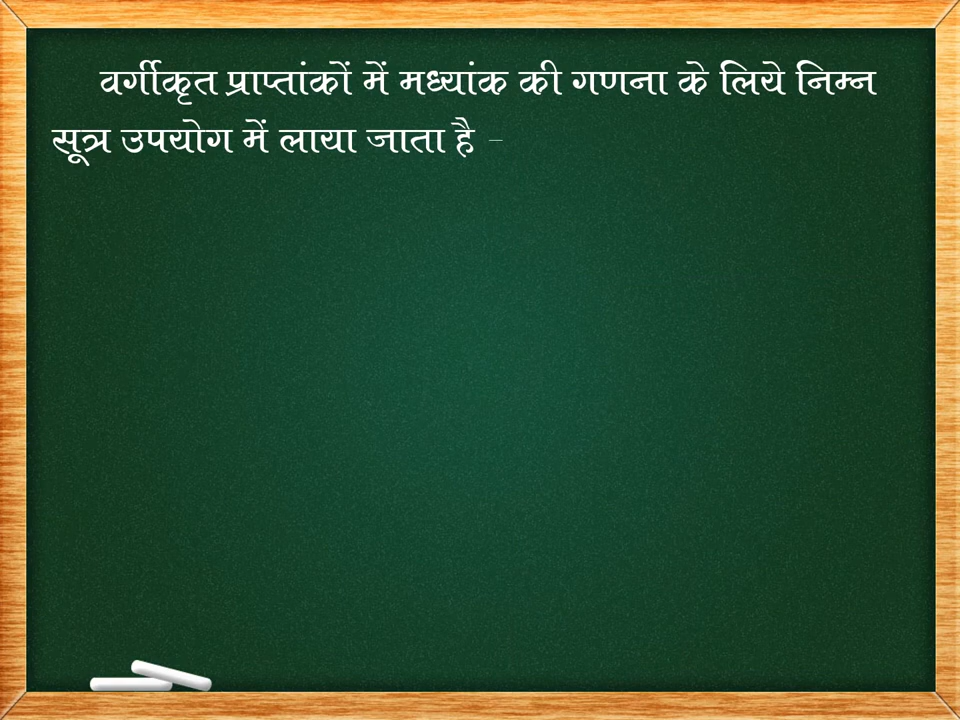 वर्गीकृत प्राप्तांकों में मध्यांक की गणना के लिये निम्न
सूत्र उपयोग में लाया जाता है -